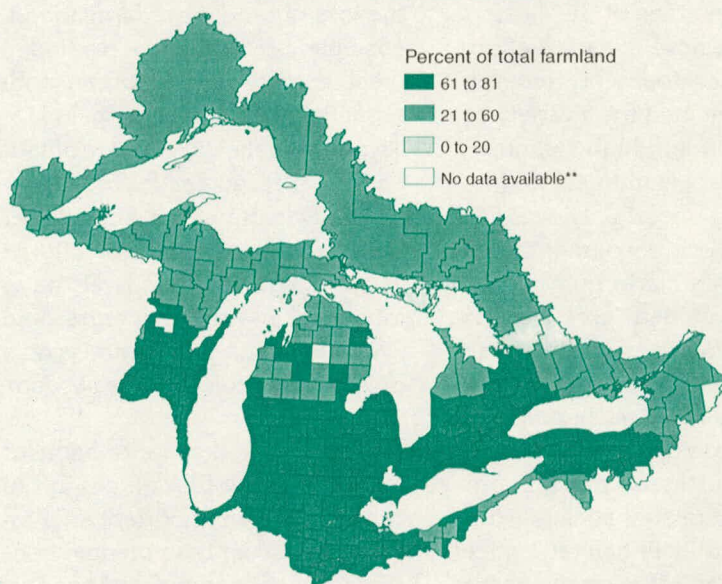 Percent of total farmland
61 to 81
21 to 60
0 to 20
No data available**